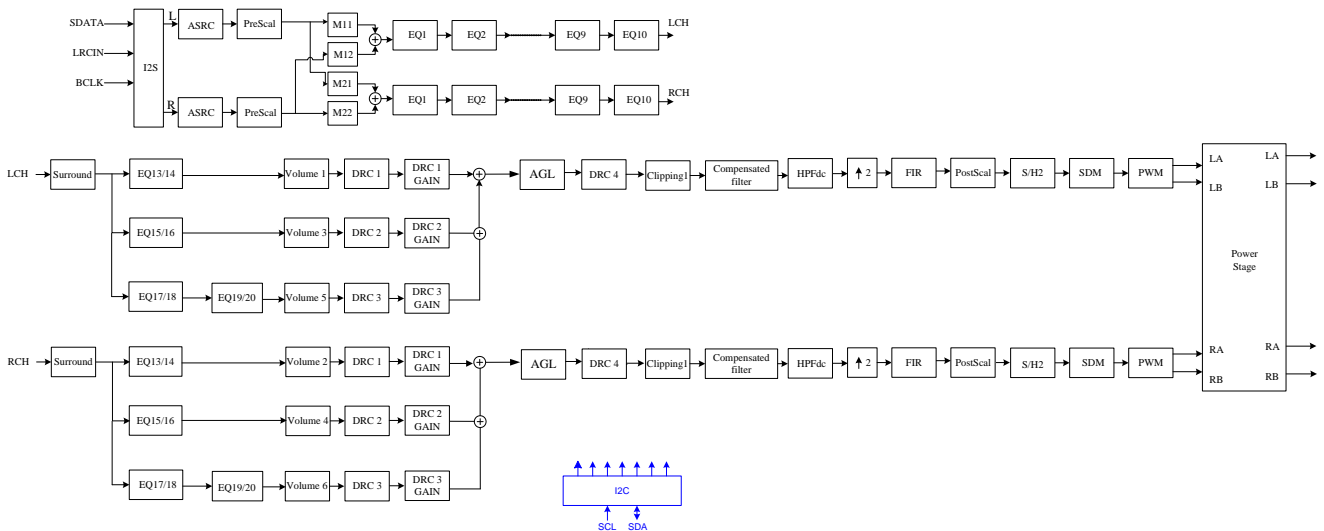 SDATA
LRCIN
BCLK
I2S
L
ASRC
PreScal
M11
M12
EQ1
EQ2
EQ9
EQ10
LCH
R
ASRC
PreScal
M21
M22
EQ1
EQ2
EQ9
EQ10
RCH
LCH
Surround
EQ13/14
Volume 1
DRC 1
DRC 1
GAIN
AGL
DRC 4
Clipping1
Compensated
filter
HPFdc
↑ 2
FIR
PostScal
S/H2
SDM
PWM
LA
LB
LA
LB
EQ15/16
Volume 3
DRC 2
DRC 2
GAIN
EQ17/18
EQ19/20
Volume 5
DRC 3
DRC 3
GAIN
Power
Stage
RCH
Surround
EQ13/14
Volume 2
DRC 1
DRC 1
GAIN
AGL
DRC 4
Clipping1
Compensated
filter
HPFdc
↑ 2
FIR
PostScal
S/H2
SDM
PWM
RA
RB
RA
RB
EQ15/16
Volume 4
DRC 2
DRC 2
GAIN
EQ17/18
EQ19/20
Volume 6
DRC 3
DRC 3
GAIN
I2C
SCL
SDA